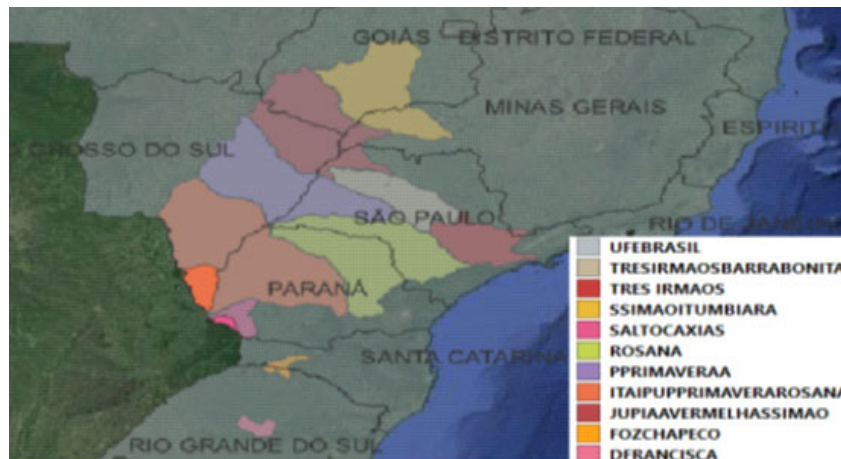 GOIÁS DISTRITO FEDERAL
MINAS GERAIS
ESPIRIT
GROSSO DO SUL
SÃO PAULO
RIO DE JANEIRO
PARANÁ
SANTA CATARINA
RIO GRANDE DO SUL
UFEBRASIL
TRESIRMAOSBARRABONITA
TRES IRMAOS
SSIMAOITUMBIARA
SALTOCAXIAS
ROSANA
PPRIMAVERAA
ITAIPUPPRIMAVERAROSANA
JUPIAAVERMELHASSIMAO
FOZCHAPECO
DFRANCISCA